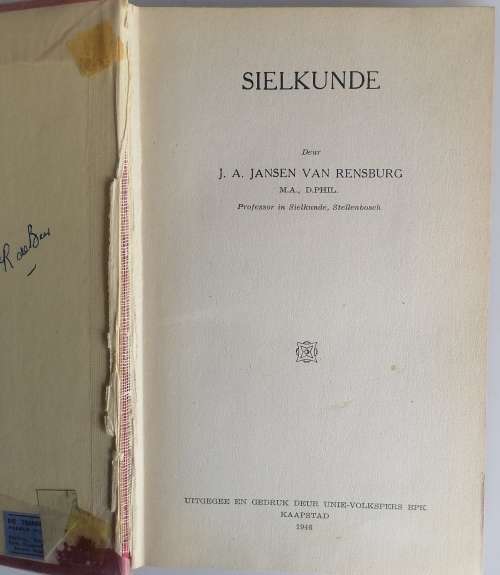 SIELKUNDE
Deur
J. A. JANSEN VAN RENSBURG
M.A., D.PHIL.
Professor in Sielkunde, Stellenbosch
UITGEGEE EN GEDRUK DEUR UNIE-VOLKSPERS BPK.
KAAPSTAD
1946